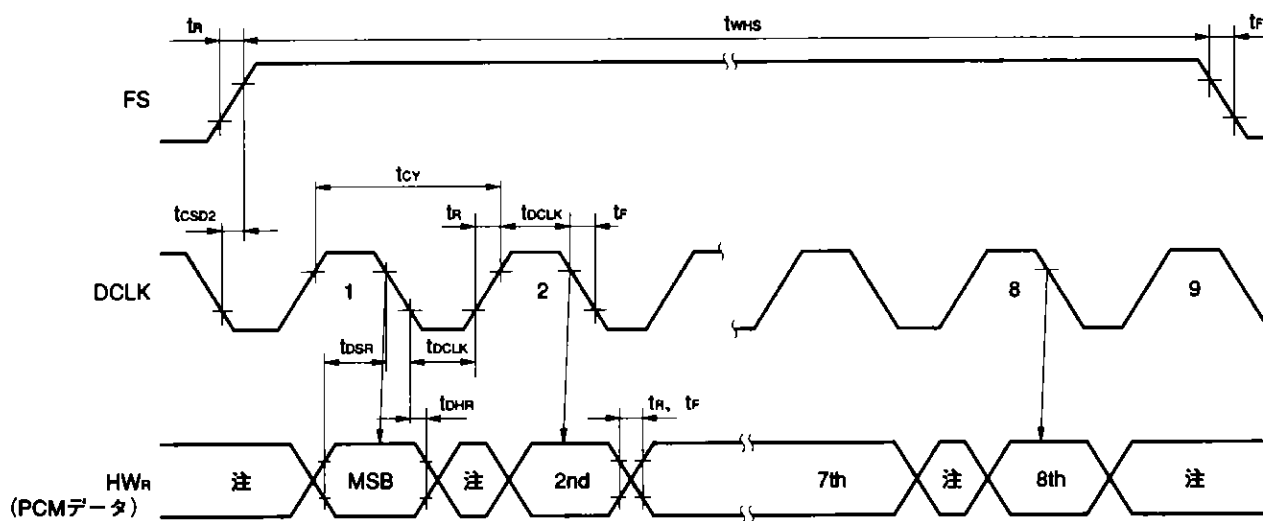 tR tWHS tF
FS
tCY
tCSD2 tR tDCLK tF
DCLK 1 2 8 9
tDSR tDCLK
tDHR tR、 tF
HWR 注 MSB 注 2nd 7th 注 8th 注
(PCMデータ)